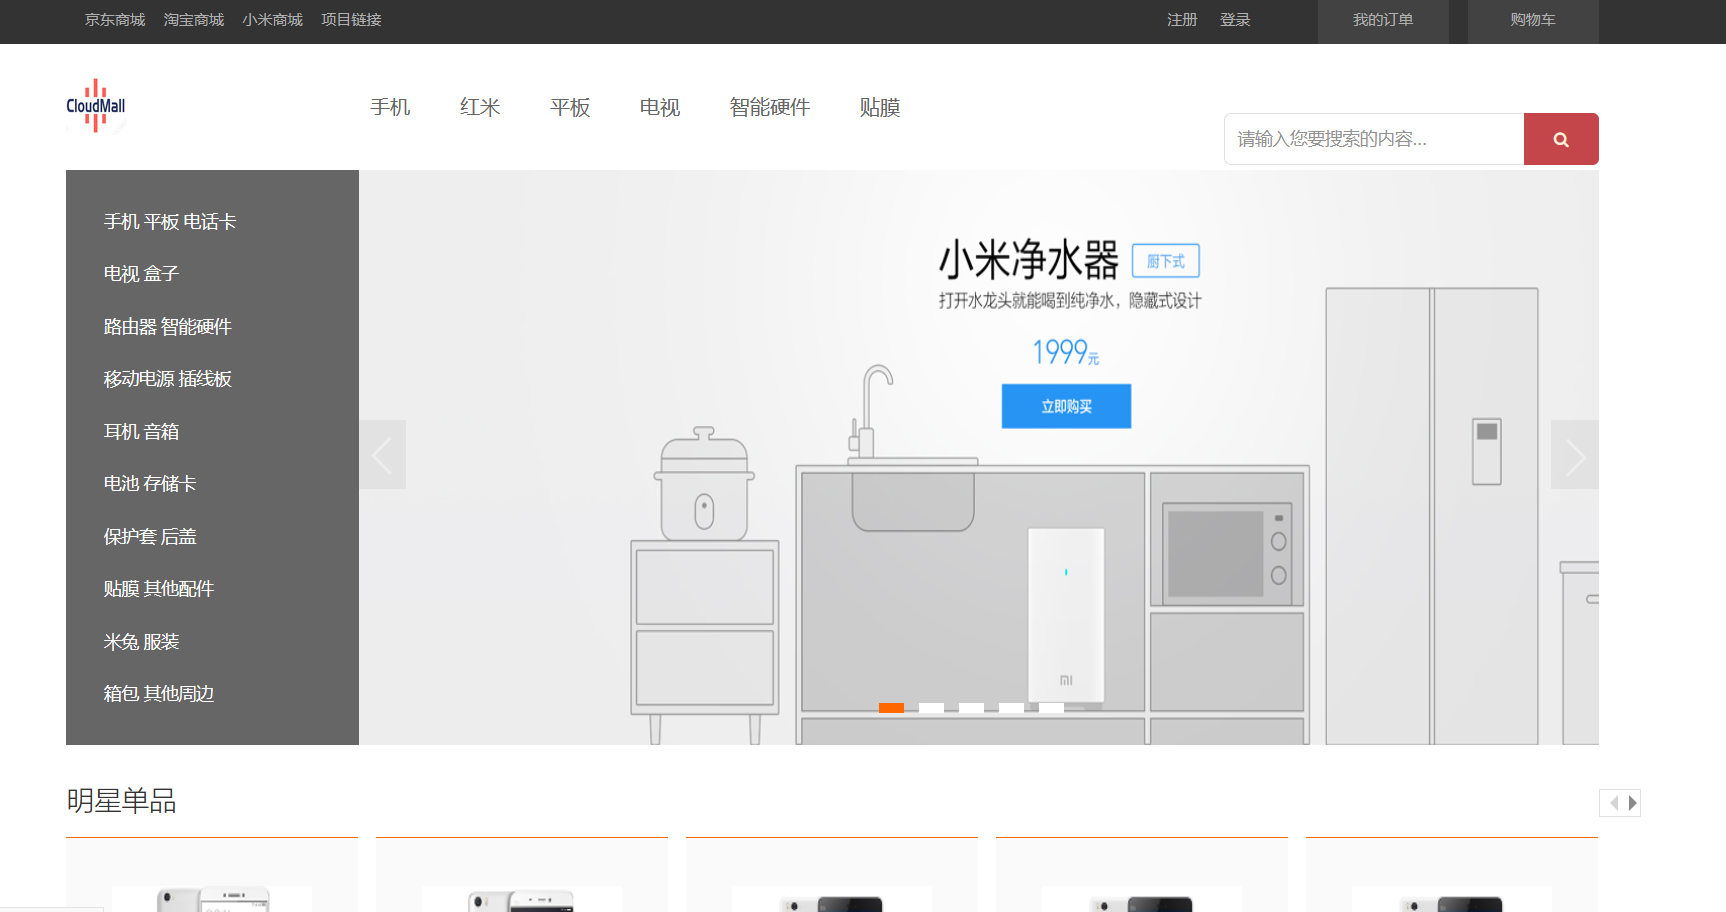 京东商城 淘宝商城 小米商城 项目链接 注册 登录 我的订单 购物车
CloudMall
手机 红米 平板 电视 智能硬件 贴膜
请输入您要搜索的内容...
手机 平板 电话卡
电视 盒子
路由器 智能硬件
移动电源 插线板
耳机 音箱
电池 存储卡
保护套 后盖
贴膜 其他配件
米兔 服装
箱包 其他周边
小米净水器 厨下式
打开水龙头就能喝到纯净水，隐藏式设计
1999元
立即购买
mi
明星单品